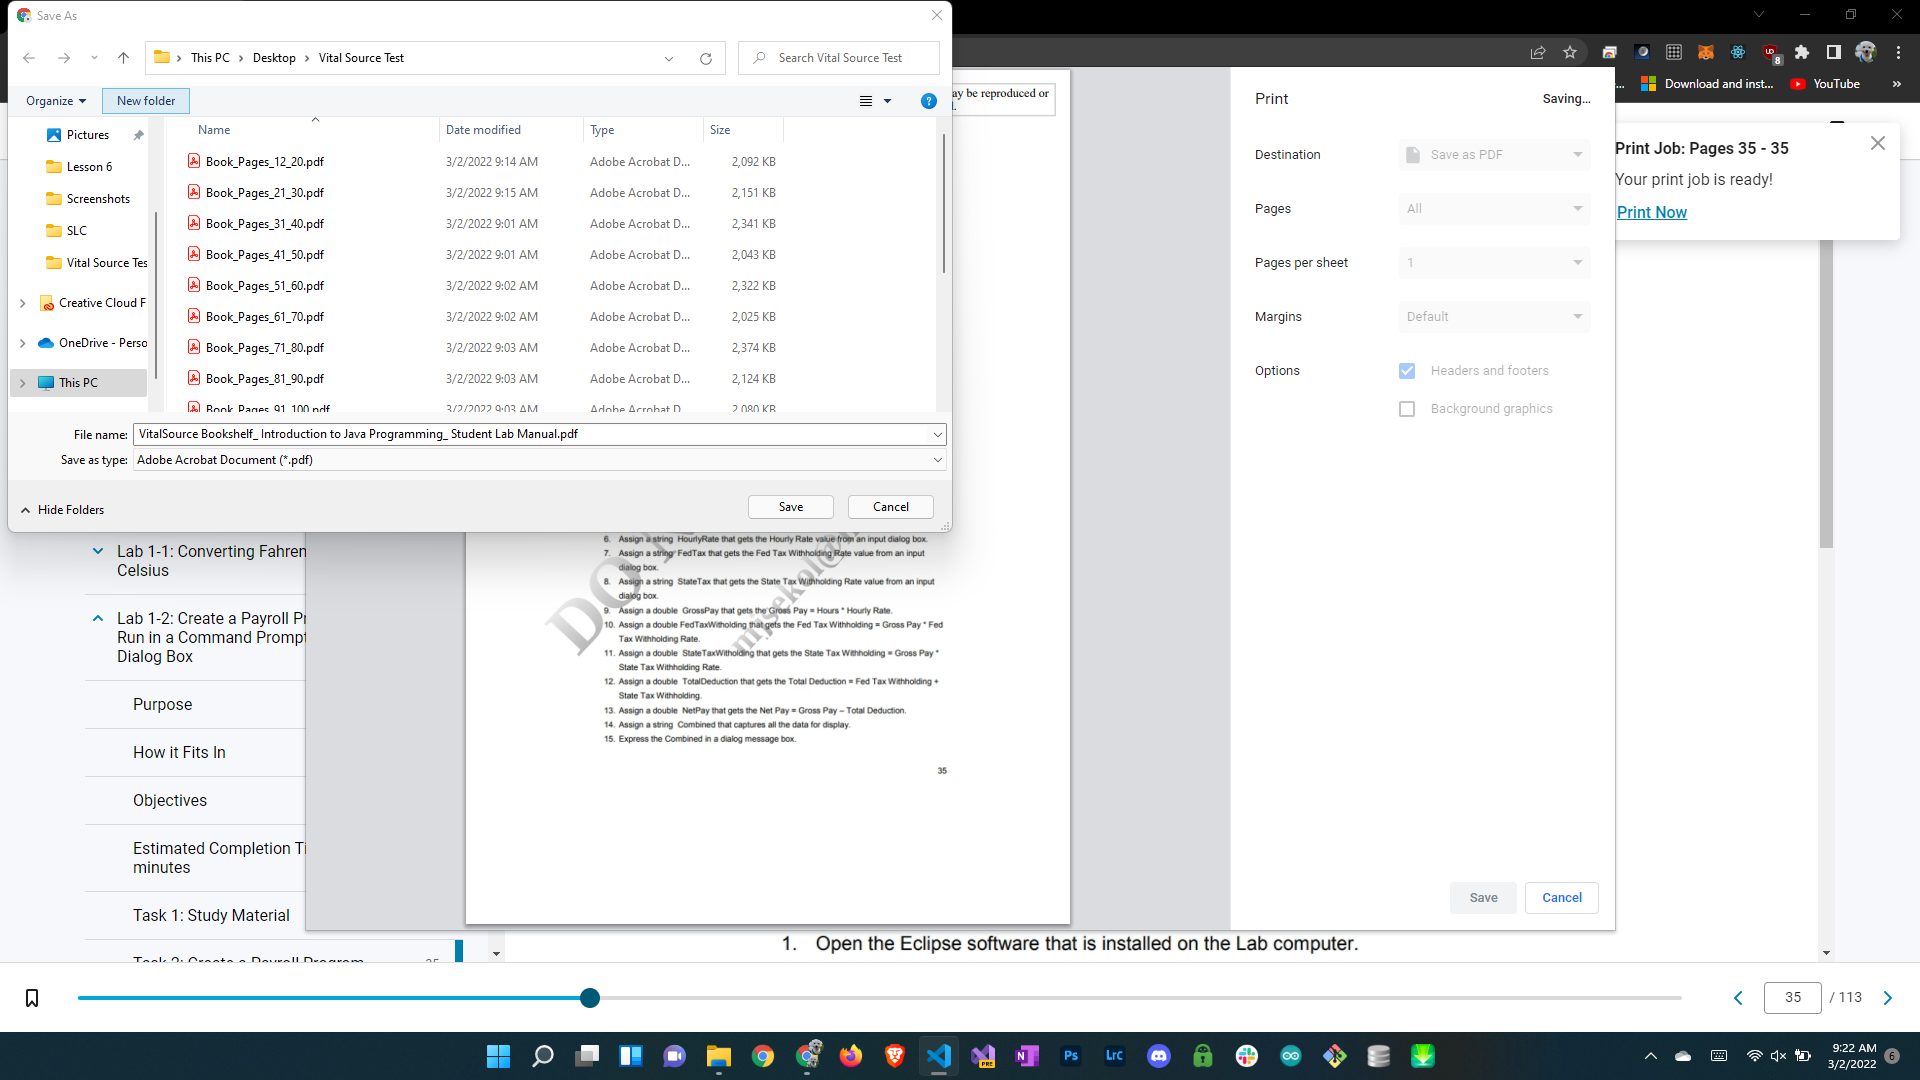 Save As
This PC
Desktop
Vital Source Test
Search Vital Source Test
Organize
New folder
Name
Date modified
Type
Size
Pictures
Lesson 6
Screenshots
SLC
Vital Source Tes
Creative Cloud F
OneDrive - Perso
This PC
Book_Pages_12_20.pdf 3/2/2022 9:14 AM Adobe Acrobat D... 2,092 KB
Book_Pages_21_30.pdf 3/2/2022 9:15 AM Adobe Acrobat D... 2,151 KB
Book_Pages_31_40.pdf 3/2/2022 9:01 AM Adobe Acrobat D... 2,341 KB
Book_Pages_41_50.pdf 3/2/2022 9:01 AM Adobe Acrobat D... 2,043 KB
Book_Pages_51_60.pdf 3/2/2022 9:02 AM Adobe Acrobat D... 2,322 KB
Book_Pages_61_70.pdf 3/2/2022 9:02 AM Adobe Acrobat D... 2,025 KB
Book_Pages_71_80.pdf 3/2/2022 9:03 AM Adobe Acrobat D... 2,374 KB
Book_Pages_81_90.pdf 3/2/2022 9:03 AM Adobe Acrobat D... 2,124 KB
Book_Pages_91_100.pdf 3/2/2022 9:03 AM Adobe Acrobat D... 2,080 KB
File name: VitalSource Bookshelf_ Introduction to Java Programming_ Student Lab Manual.pdf
Save as type: Adobe Acrobat Document (*.pdf)
Hide Folders
Save
Cancel
8
Download and inst...
YouTube
ay be reproduced or
Print
Saving...
Destination
Save as PDF
Pages
All
Pages per sheet
1
Margins
Default
Options
Headers and footers
Background graphics
Save
Cancel
Print Job: Pages 35 - 35
Your print job is ready!
Print Now
Lab 1-1: Converting Fahren
Celsius
Lab 1-2: Create a Payroll Pr
Run in a Command Prompt
Dialog Box
Purpose
How it Fits In
Objectives
Estimated Completion Ti
minutes
Task 1: Study Material
Task 2: Create a Payroll Program 35
6. Assign a string HourlyRate that gets the Hourly Rate value from an input dialog box.
7. Assign a string FedTax that gets the Fed Tax Withholding Rate value from an input
dialog box.
8. Assign a string StateTax that gets the State Tax Withholding Rate value from an input
dialog box.
9. Assign a double GrossPay that gets the Gross Pay = Hours * Hourly Rate.
10. Assign a double FedTaxWitholding that gets the Fed Tax Withholding = Gross Pay * Fed
Tax Withholding Rate.
11. Assign a double StateTaxWitholding that gets the State Tax Withholding = Gross Pay *
State Tax Withholding Rate.
12. Assign a double TotalDeduction that gets the Total Deduction = Fed Tax Withholding +
State Tax Withholding.
13. Assign a double NetPay that gets the Net Pay = Gross Pay – Total Deduction.
14. Assign a string Combined that captures all the data for display.
15. Express the Combined in a dialog message box.
35
DO
mjsekol@
1. Open the Eclipse software that is installed on the Lab computer.
35 / 113
PRE
Ps
Lrc
9:22 AM
3/2/2022
6